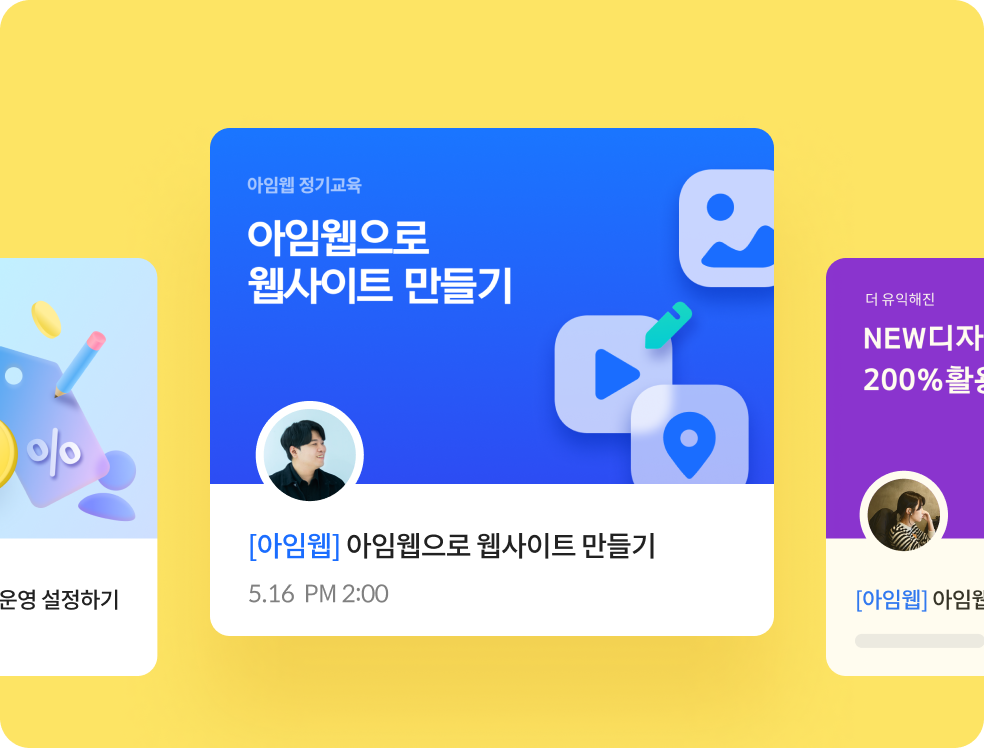 아임웹 정기교육
아임웹으로
웹사이트 만들기
[아임웹] 아임웹으로 웹사이트 만들기
5.16 PM 2:00
%
운영 설정하기
더 유익해진
NEW디자
200%활용
[아임웹] 아임웹